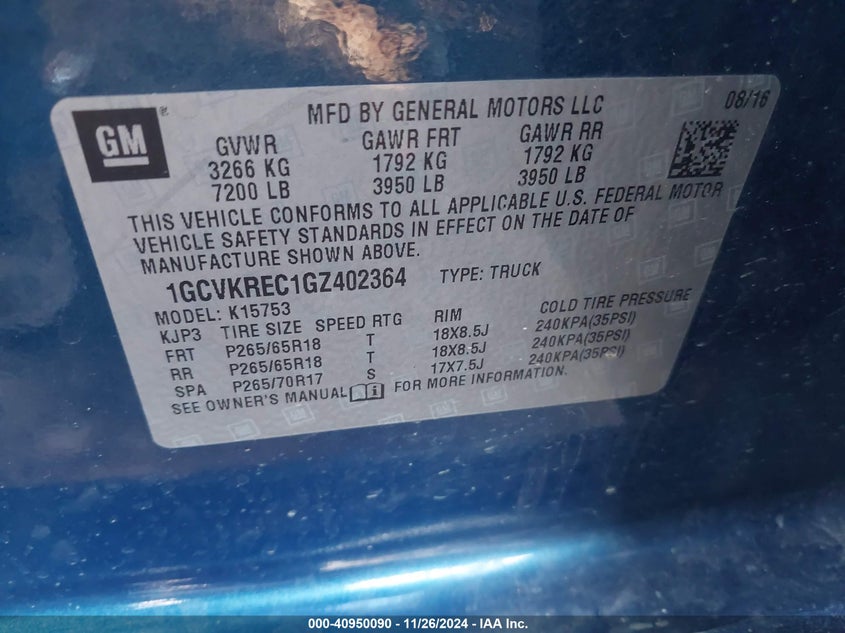 GM® MFD BY GENERAL MOTORS LLC 08/16
GVWR GAWR FRT GAWR RR
3266 KG 1792 KG 1792 KG
7200 LB 3950 LB 3950 LB
THIS VEHICLE CONFORMS TO ALL APPLICABLE U.S. FEDERAL MOTOR
VEHICLE SAFETY STANDARDS IN EFFECT ON THE DATE OF
MANUFACTURE SHOWN ABOVE.
1GCVKREC1GZ402364 TYPE: TRUCK
MODEL: K15753
KJP3 TIRE SIZE SPEED RTG RIM COLD TIRE PRESSURE
FRT P265/65R18 T 18X8.5J 240KPA(35PSI)
RR P265/65R18 T 18X8.5J 240KPA(35PSI)
SPA P265/70R17 S 17X7.5J 240KPA(35PSI)
SEE OWNER'S MANUAL FOR MORE INFORMATION.
000-40950090 - 11/26/2024 - IAA Inc.